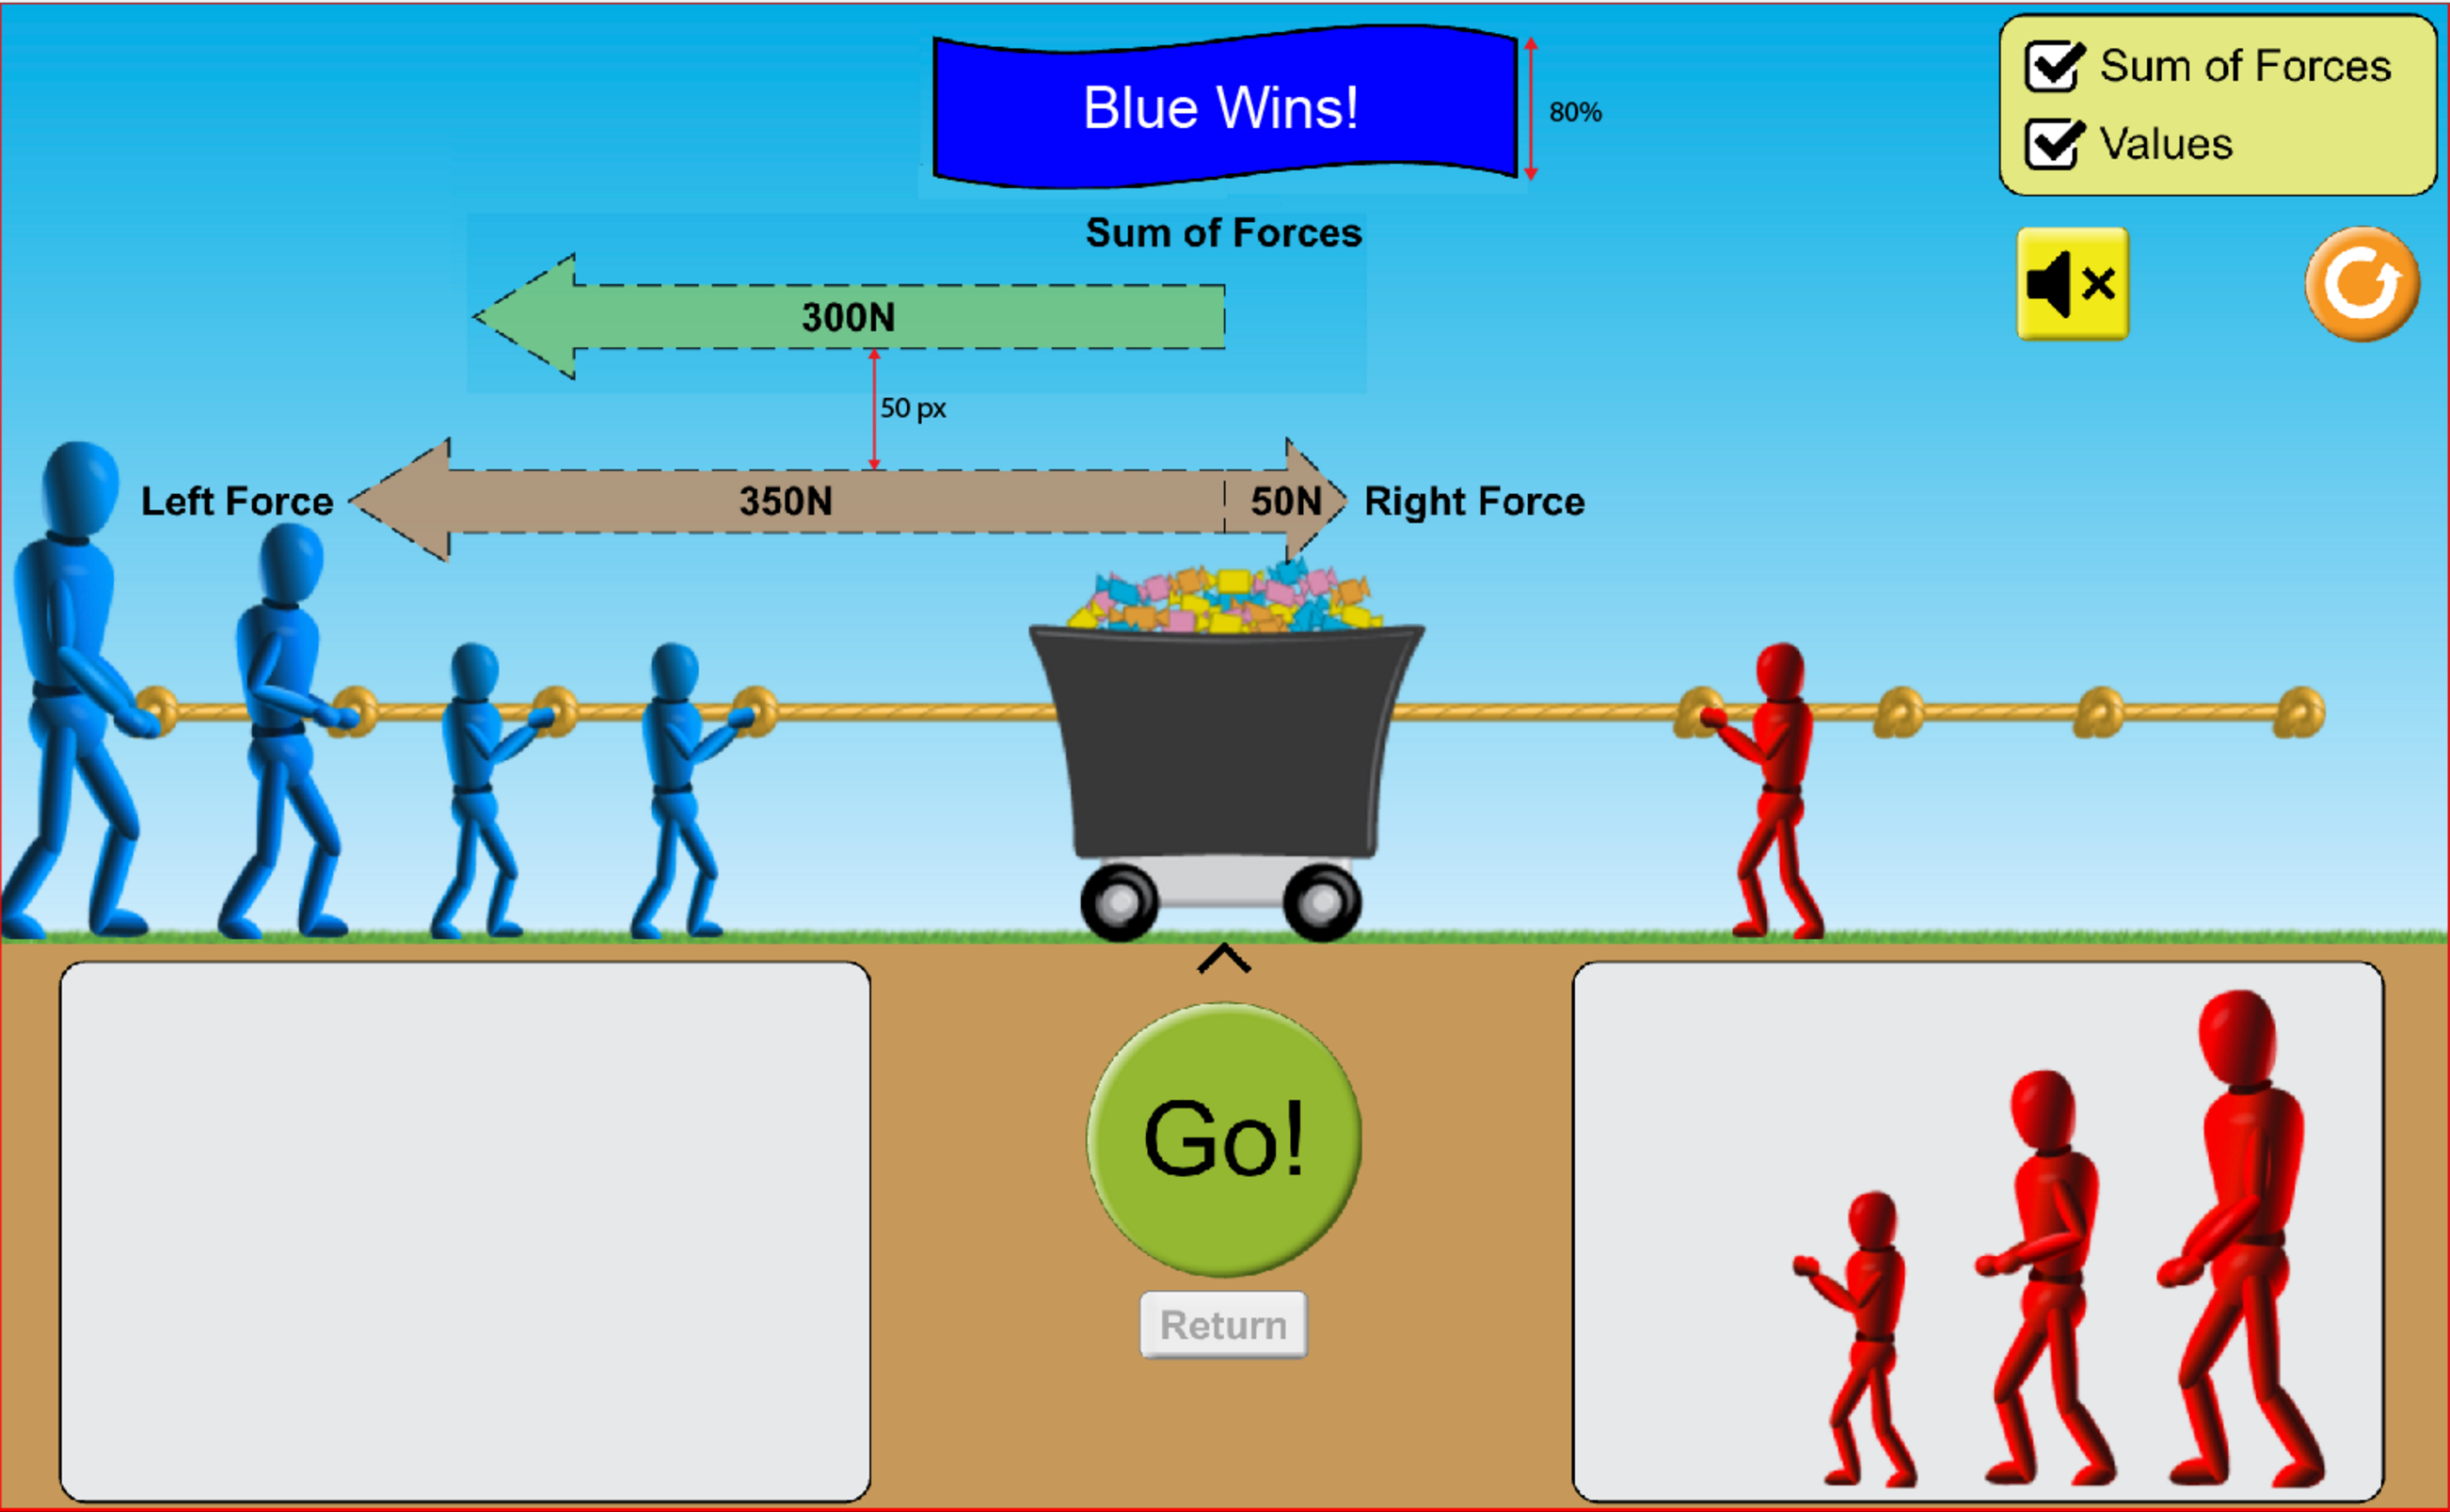 Blue Wins!
80%
Sum of Forces
Values
Sum of Forces
300N
50 px
Left Force
350N
50N
Right Force
Go!
Return